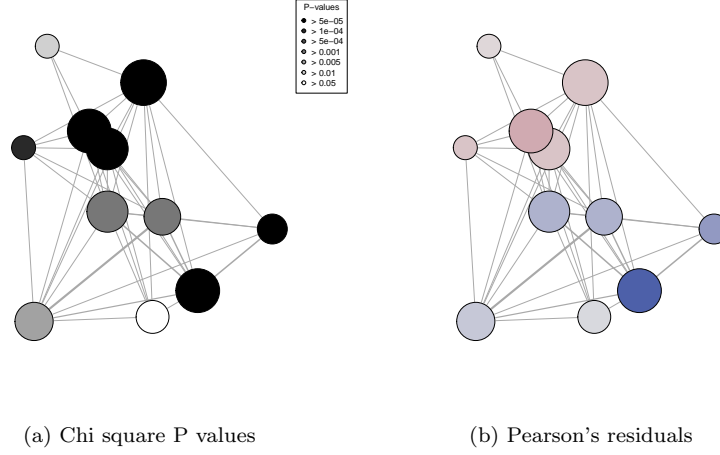 P-values
> 5e-05
> 1e-04
> 5e-04
> 0.001
> 0.005
> 0.01
> 0.05
(a) Chi square P values
(b) Pearson's residuals